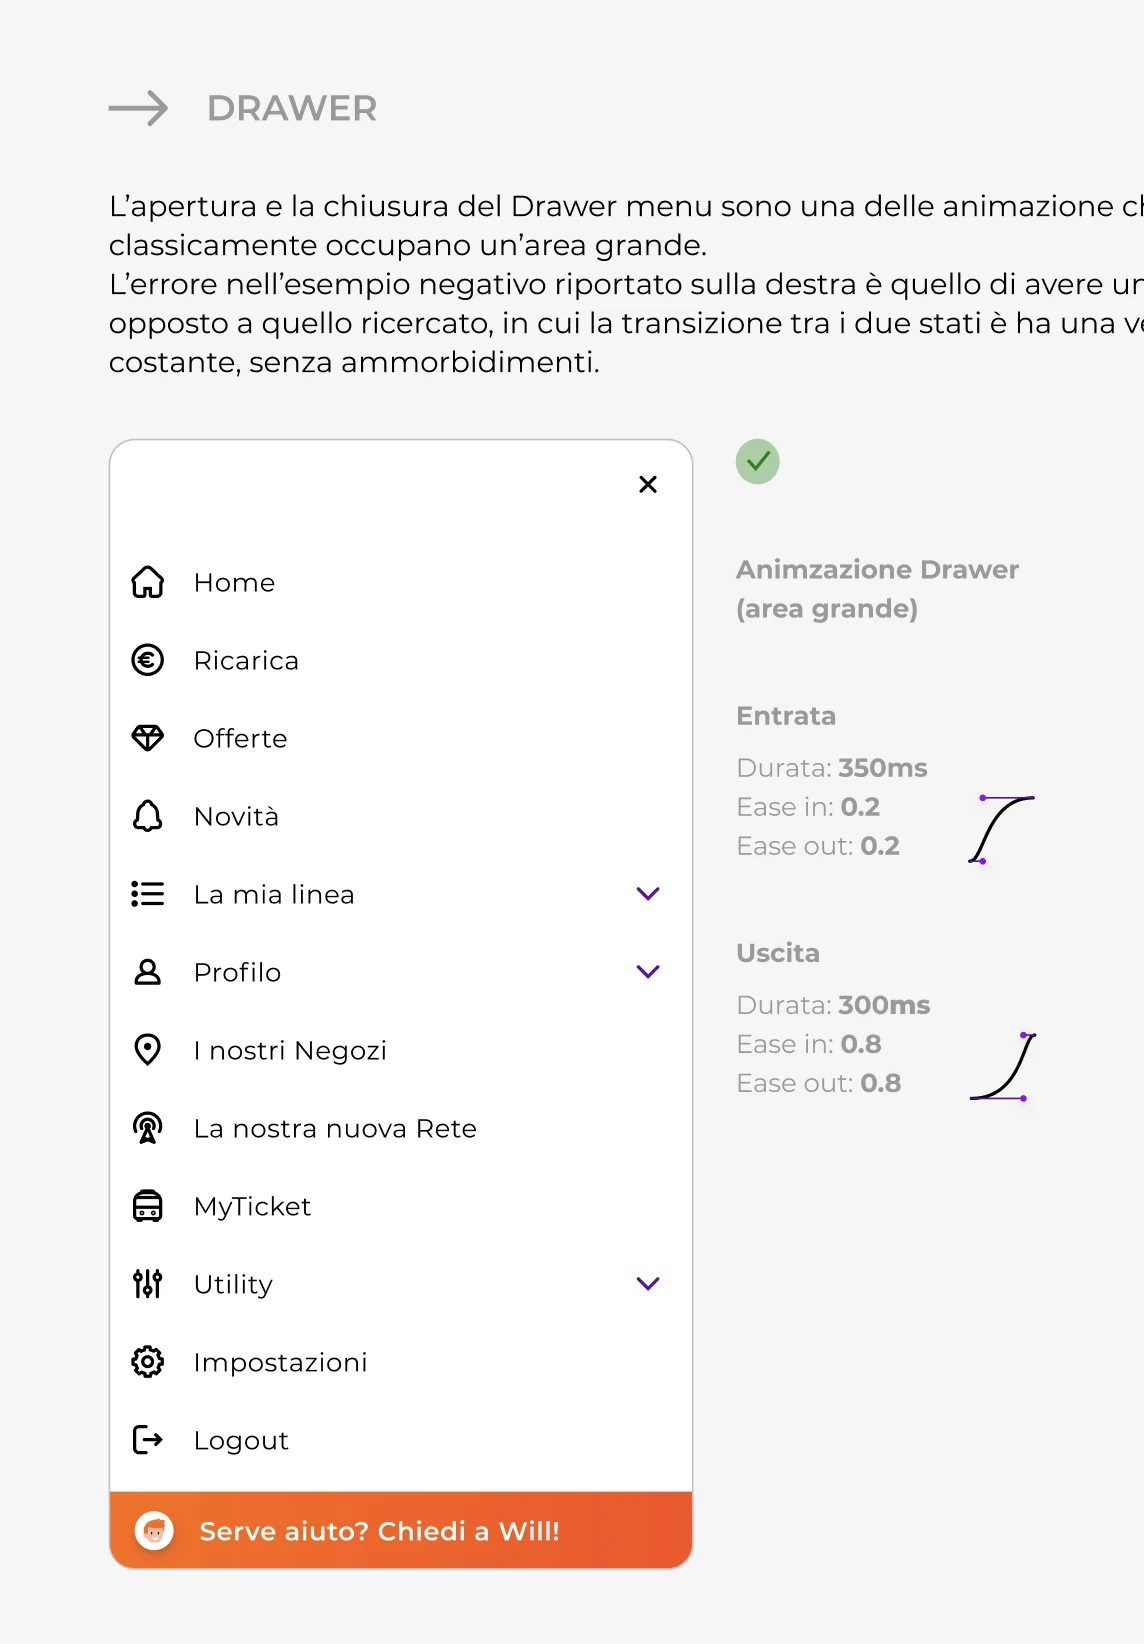 DRAWER
L’apertura e la chiusura del Drawer menu sono una delle animazione
classicamente occupano un’area grande.
L’errore nell’esempio negativo riportato sulla destra è quello di avere
opposto a quello ricercato, in cui la transizione tra i due stati è ha una
costante, senza ammorbidimenti.
Home
Ricarica
Offerte
Novità
La mia linea
Profilo
I nostri Negozi
La nostra nuova Rete
MyTicket
Utility
Impostazioni
Logout
Serve aiuto? Chiedi a Will!
Animzazione Drawer
(area grande)
Entrata
Durata: 350ms
Ease in: 0.2
Ease out: 0.2
Uscita
Durata: 300ms
Ease in: 0.8
Ease out: 0.8